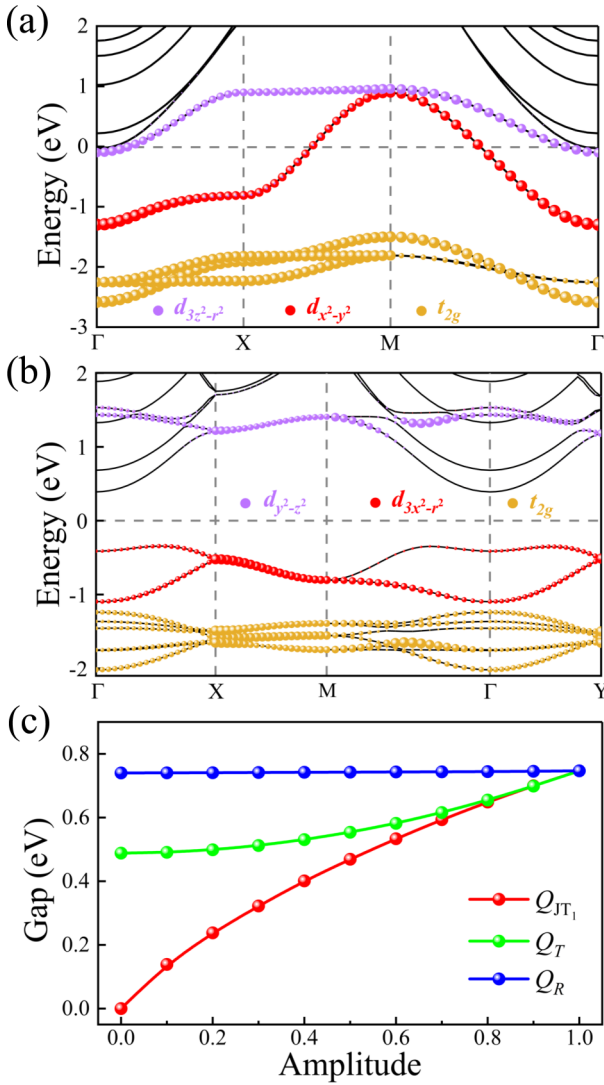 (a)
2
1
0
-1
-2
-3
Energy (eV)
d3z²-r² dx²-y² t2g
Γ X M Γ
(b)
2
1
0
-1
-2
Energy (eV)
dy²-z² d3x²-r² t2g
Γ X M Γ Y
(c)
0.8
0.6
0.4
0.2
0.0
Gap (eV)
QJT1
QT
QR
0.0 0.2 0.4 0.6 0.8 1.0
Amplitude